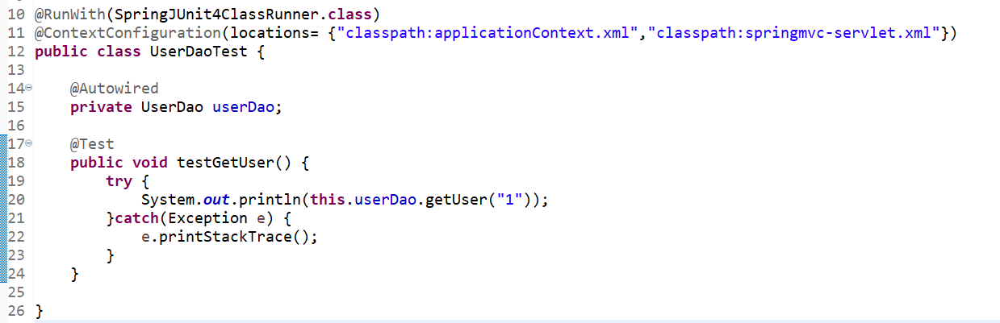 10 @RunWith(SpringJUnit4ClassRunner.class)
11 @ContextConfiguration(locations= {"classpath:applicationContext.xml","classpath:springmvc-servlet.xml"})
12 public class UserDaoTest {
13
14     @Autowired
15     private UserDao userDao;
16
17     @Test
18     public void testGetUser() {
19         try {
20             System.out.println(this.userDao.getUser("1"));
21         }catch(Exception e) {
22             e.printStackTrace();
23         }
24     }
25
26 }